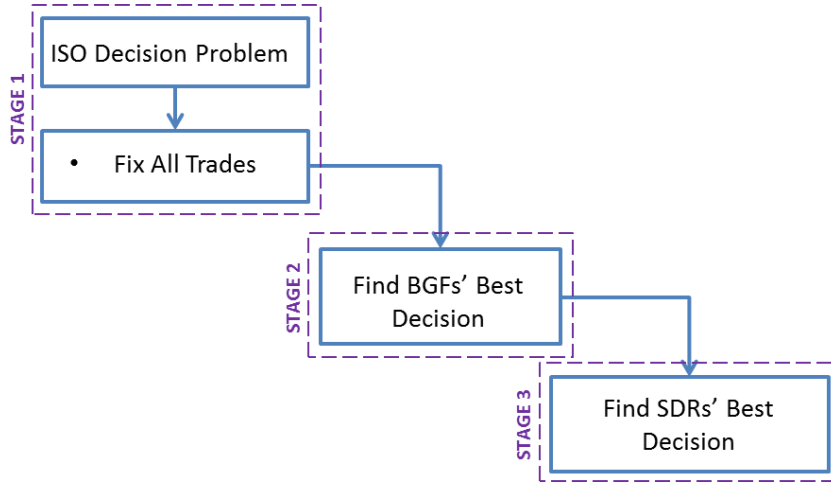 STAGE 1
ISO Decision Problem
• Fix All Trades
STAGE 2
Find BGFs’ Best
Decision
STAGE 3
Find SDRs’ Best
Decision